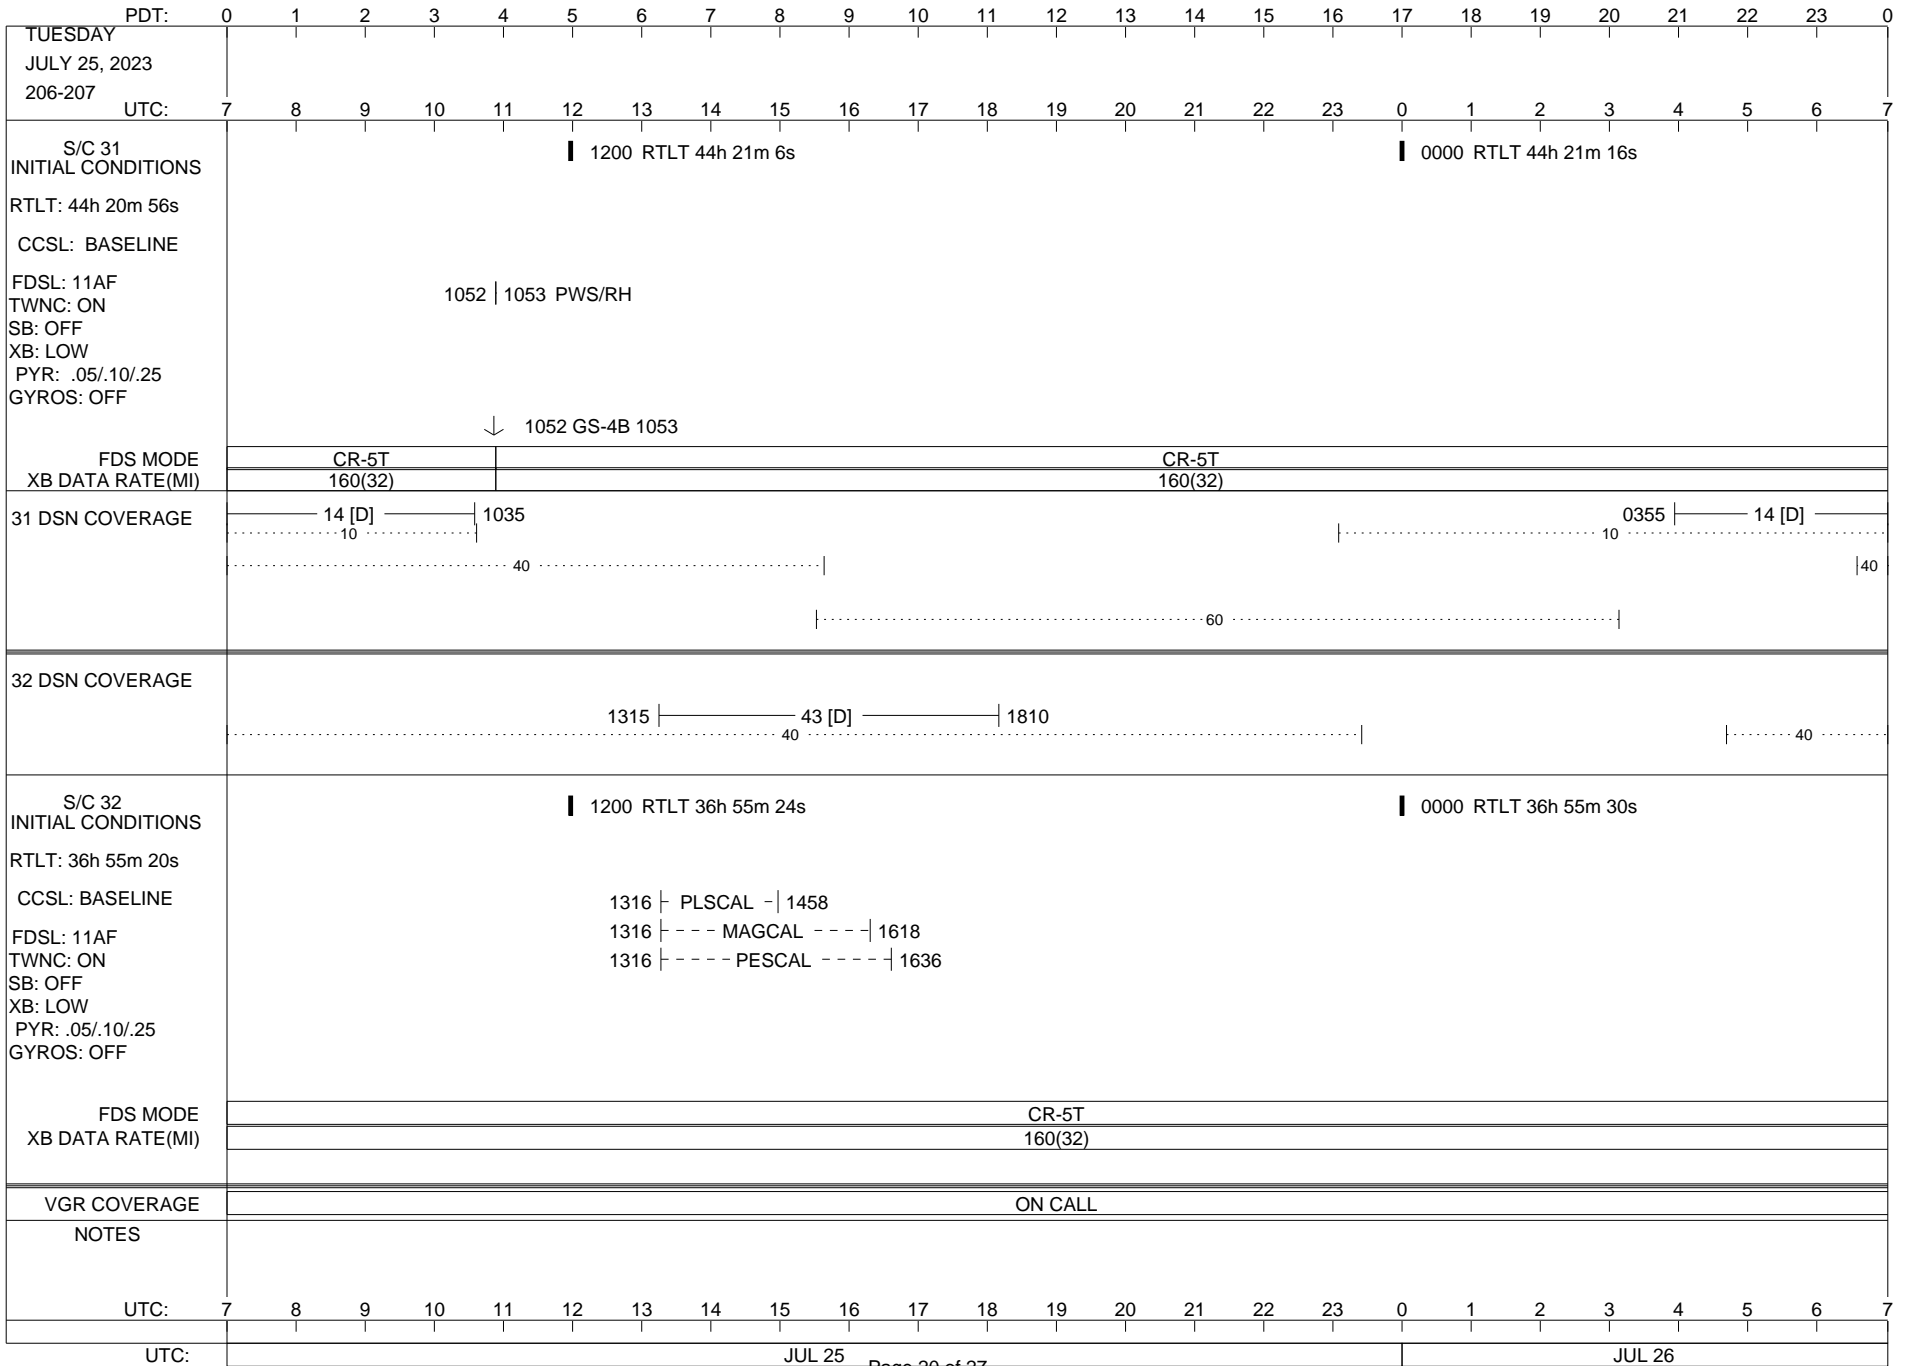 PDT: 0 1 2 3 4 5 6 7 8 9 10 11 12 13 14 15 16 17 18 19 20 21 22 23 0
TUESDAY
JULY 25, 2023
206-207
UTC: 7 8 9 10 11 12 13 14 15 16 17 18 19 20 21 22 23 0 1 2 3 4 5 6 7
S/C 31
INITIAL CONDITIONS
1200 RTLT 44h 21m 6s
0000 RTLT 44h 21m 16s
RTLT: 44h 20m 56s
CCSL: BASELINE
FDSL: 11AF
TWNC: ON
SB: OFF
XB: LOW
PYR: .05/.10/.25
GYROS: OFF
1052 1053 PWS/RH
1052 GS-4B 1053
FDS MODE CR-5T CR-5T
XB DATA RATE(MI) 160(32) 160(32)
31 DSN COVERAGE 14 [D] 1035 0355 14 [D]
10 10
40 40
60
32 DSN COVERAGE
1315 43 [D] 1810
40 40
S/C 32
INITIAL CONDITIONS
1200 RTLT 36h 55m 24s
0000 RTLT 36h 55m 30s
RTLT: 36h 55m 20s
CCSL: BASELINE
FDSL: 11AF
TWNC: ON
SB: OFF
XB: LOW
PYR: .05/.10/.25
GYROS: OFF
1316 PLSCAL 1458
1316 MAGCAL 1618
1316 PESCAL 1636
FDS MODE CR-5T
XB DATA RATE(MI) 160(32)
VGR COVERAGE ON CALL
NOTES
UTC: 7 8 9 10 11 12 13 14 15 16 17 18 19 20 21 22 23 0 1 2 3 4 5 6 7
UTC: JUL 25 JUL 26